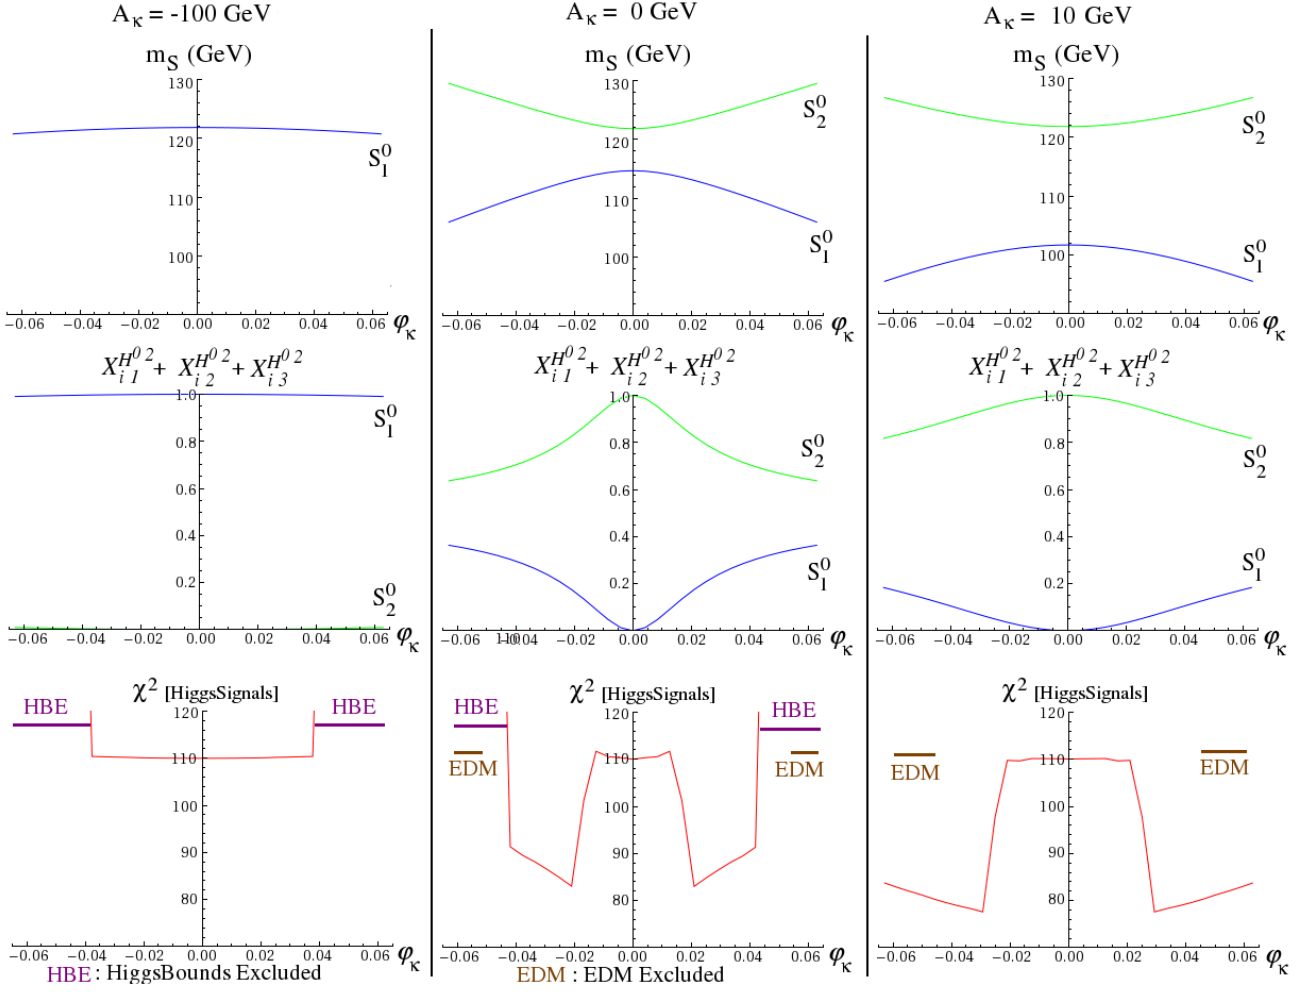 A_κ = -100 GeV
m_S (GeV)
130
120
110
100
S_1^0
−0.06 −0.04 −0.02 0.00 0.02 0.04 0.06 φ_κ
X_{i 1}^{H^0 2} + X_{i 2}^{H^0 2} + X_{i 3}^{H^0 2}
1.0
0.8
0.6
0.4
0.2
S_1^0
S_2^0
−0.06 −0.04 −0.02 0.00 0.02 0.04 0.06 φ_κ
χ² [HiggsSignals]
HBE
HBE
120
110
100
90
80
−0.06 −0.04 −0.02 0.00 0.02 0.04 0.06 φ_κ
HBE : HiggsBounds Excluded
A_κ = 0 GeV
m_S (GeV)
130
120
110
100
S_2^0
S_1^0
−0.06 −0.04 −0.02 0.00 0.02 0.04 0.06 φ_κ
X_{i 1}^{H^0 2} + X_{i 2}^{H^0 2} + X_{i 3}^{H^0 2}
1.0
0.8
0.6
0.4
0.2
S_2^0
S_1^0
−0.06 −0.04 −0.02 0.00 0.02 0.04 0.06 φ_κ
χ² [HiggsSignals]
HBE
HBE
EDM
EDM
120
110
100
90
80
−0.06 −0.04 −0.02 0.00 0.02 0.04 0.06 φ_κ
EDM : EDM Excluded
A_κ = 10 GeV
m_S (GeV)
130
120
110
100
S_2^0
S_1^0
−0.06 −0.04 −0.02 0.00 0.02 0.04 0.06 φ_κ
X_{i 1}^{H^0 2} + X_{i 2}^{H^0 2} + X_{i 3}^{H^0 2}
1.0
0.8
0.6
0.4
0.2
S_2^0
S_1^0
−0.06 −0.04 −0.02 0.00 0.02 0.04 0.06 φ_κ
χ² [HiggsSignals]
EDM
EDM
120
110
100
90
80
−0.06 −0.04 −0.02 0.00 0.02 0.04 0.06 φ_κ